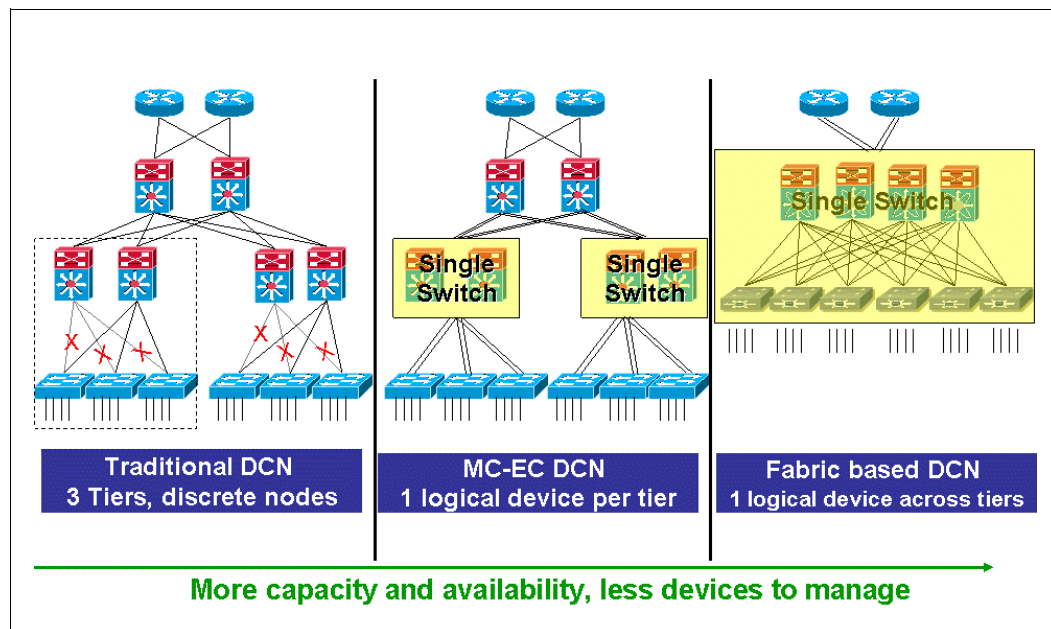 Single Switch
Single
Switch
Single
Switch
X X X
X X X
Traditional DCN
3 Tiers, discrete nodes
MC-EC DCN
1 logical device per tier
Fabric based DCN
1 logical device across tiers
More capacity and availability, less devices to manage